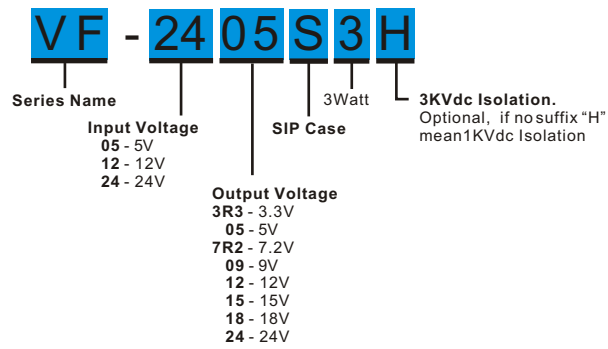 VF-2405S3H
Series Name
Input Voltage
05 - 5V
12 - 12V
24 - 24V
Output Voltage
3R3 - 3.3V
05 - 5V
7R2 - 7.2V
09 - 9V
12 - 12V
15 - 15V
18 - 18V
24 - 24V
SIP Case
3Watt
3KVdc Isolation.
Optional, if no suffix “H”
mean1KVdc Isolation